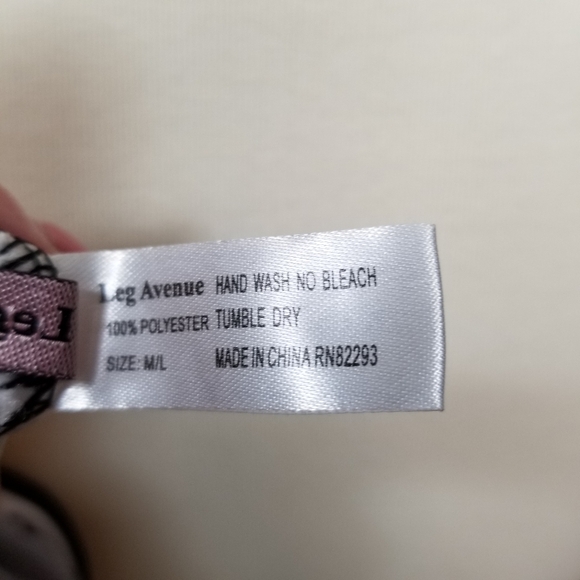 Leg Avenue HAND WASH NO BLEACH
100% POLYESTER TUMBLE DRY
SIZE: M/L MADE IN CHINA RN82293